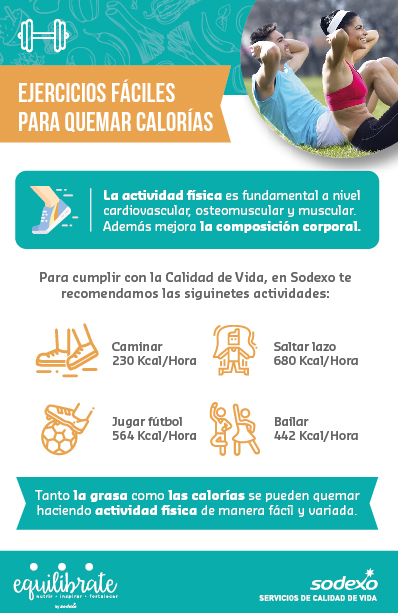 EJERCICIOS FÁCILES
PARA QUEMAR CALORÍAS
La actividad física es fundamental a nivel
cardiovascular, osteomuscular y muscular.
Además mejora la composición corporal.
Para cumplir con la Calidad de Vida, en Sodexo te
recomendamos las siguinetes actividades:
Caminar
230 Kcal/Hora
Saltar lazo
680 Kcal/Hora
Jugar fútbol
564 Kcal/Hora
Bailar
442 Kcal/Hora
Tanto la grasa como las calorías se pueden quemar
haciendo actividad física de manera fácil y variada.
equilibrate
nutrir • inspirar • fortalecer
by sodexo
sodexo
SERVICIOS DE CALIDAD DE VIDA